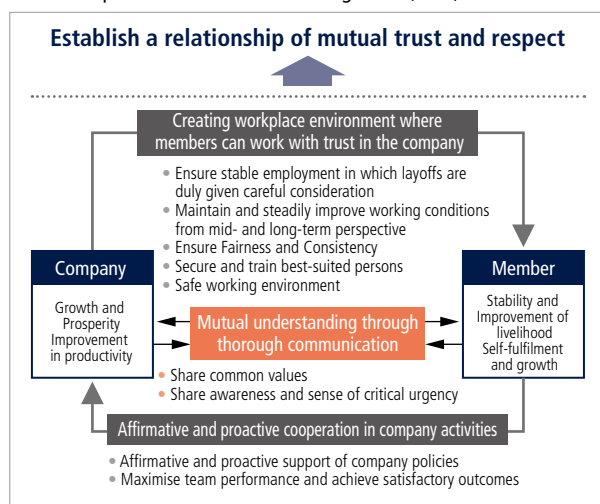 Establish a relationship of mutual trust and respect
Creating workplace environment where
members can work with trust in the company
• Ensure stable employment in which layoffs are
duly given careful consideration
• Maintain and steadily improve working conditions
from mid- and long-term perspective
• Ensure Fairness and Consistency
• Secure and train best-suited persons
• Safe working environment
Company
Growth and
Prosperity
Improvement
in productivity
Mutual understanding through
thorough communication
Member
Stability and
Improvement of
livelihood
Self-fulfilment
and growth
• Share common values
• Share awareness and sense of critical urgency
Affirmative and proactive cooperation in company activities
• Affirmative and proactive support of company policies
• Maximise team performance and achieve satisfactory outcomes